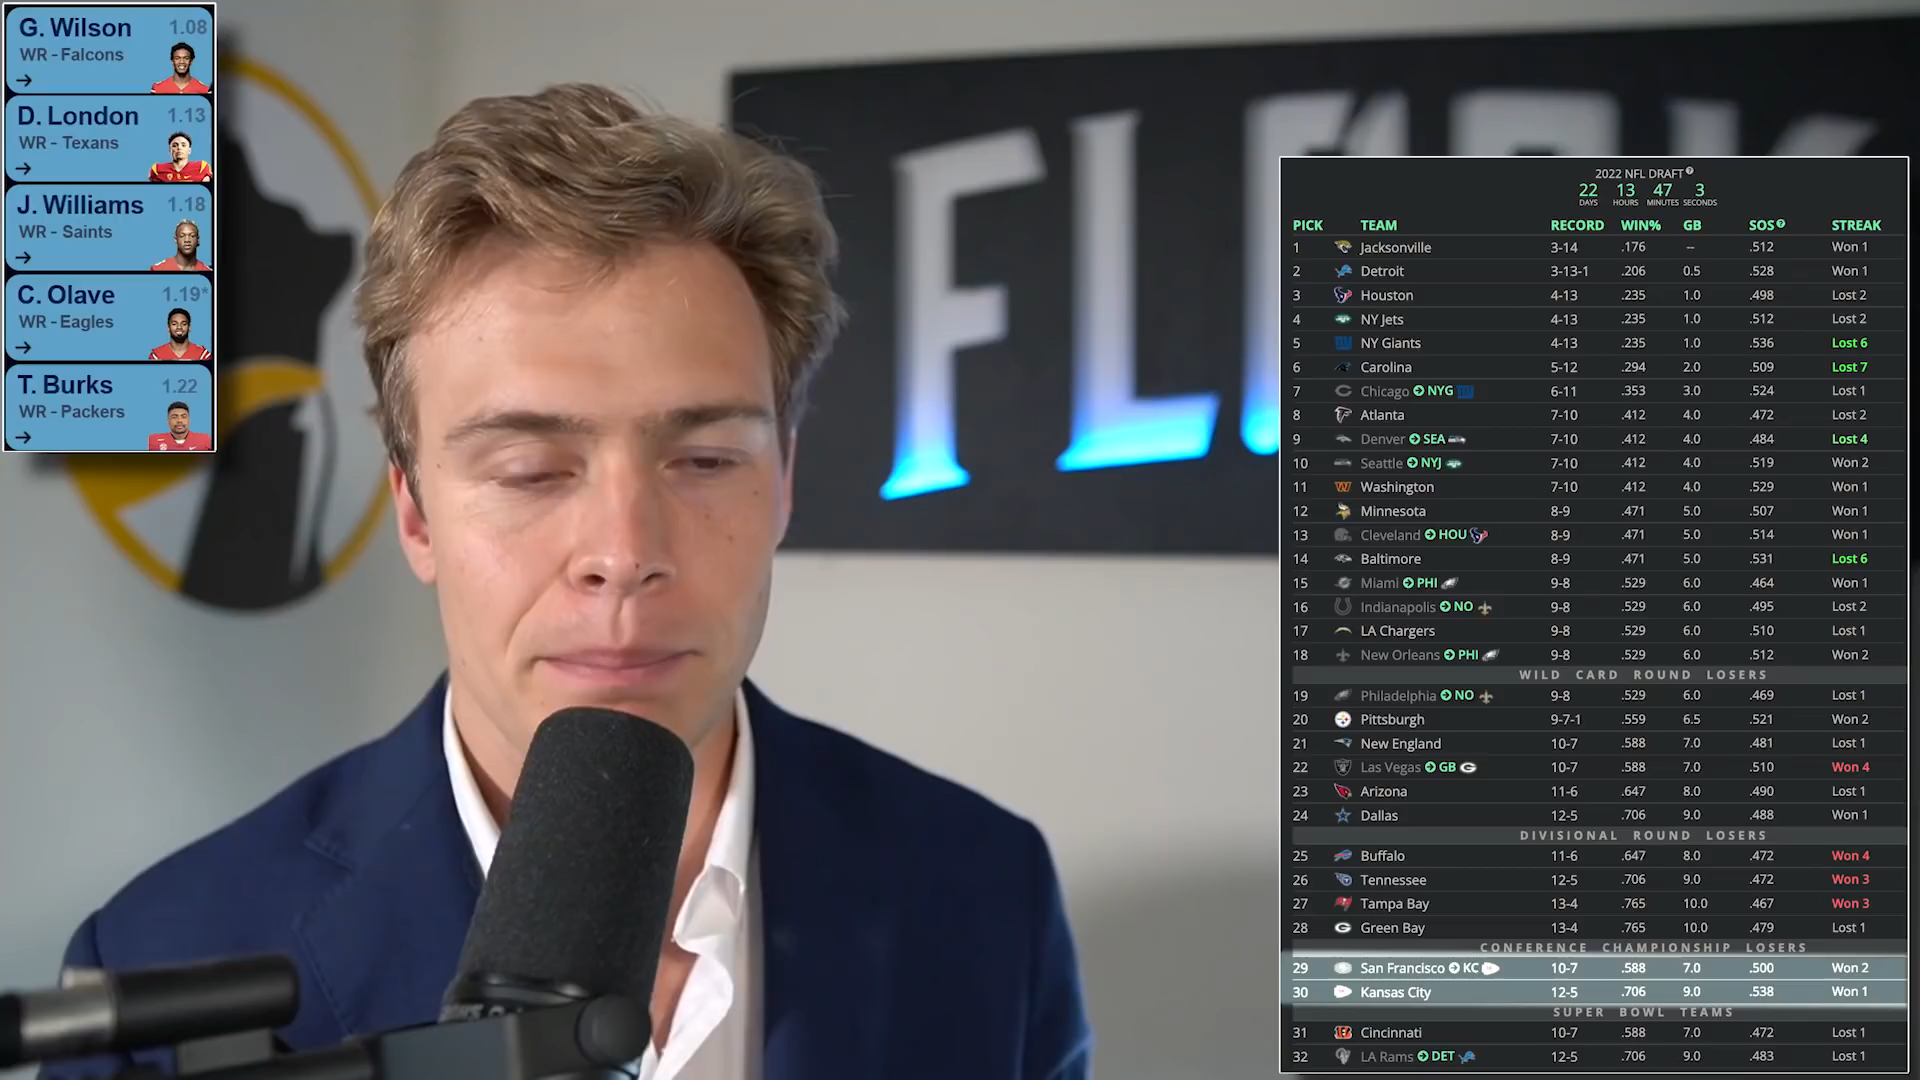 G. Wilson 1.08
WR - Falcons
D. London 1.13
WR - Texans
J. Williams 1.18
WR - Saints
C. Olave 1.19*
WR - Eagles
T. Burks 1.22
WR - Packers
2022 NFL DRAFT
22 13 47 3
DAYS HOURS MINUTES SECONDS
PICK TEAM RECORD WIN% GB SOS STREAK
1 Jacksonville 3-14 .176 -- .512 Won 1
2 Detroit 3-13-1 .206 0.5 .528 Won 1
3 Houston 4-13 .235 1.0 .498 Lost 2
4 NY Jets 4-13 .235 1.0 .512 Lost 2
5 NY Giants 4-13 .235 1.0 .536 Lost 6
6 Carolina 5-12 .294 2.0 .509 Lost 7
7 Chicago NYG 6-11 .353 3.0 .524 Lost 1
8 Atlanta 7-10 .412 4.0 .472 Lost 2
9 Denver SEA 7-10 .412 4.0 .484 Lost 4
10 Seattle NYJ 7-10 .412 4.0 .519 Won 2
11 Washington 7-10 .412 4.0 .529 Won 1
12 Minnesota 8-9 .471 5.0 .507 Won 1
13 Cleveland HOU 8-9 .471 5.0 .514 Won 1
14 Baltimore 8-9 .471 5.0 .531 Lost 6
15 Miami PHI 9-8 .529 6.0 .464 Won 1
16 Indianapolis NO 9-8 .529 6.0 .495 Lost 2
17 LA Chargers 9-8 .529 6.0 .510 Lost 1
18 New Orleans PHI 9-8 .529 6.0 .512 Won 2
WILD CARD ROUND LOSERS
19 Philadelphia NO 9-8 .529 6.0 .469 Lost 1
20 Pittsburgh 9-7-1 .559 6.5 .521 Won 2
21 New England 10-7 .588 7.0 .481 Lost 1
22 Las Vegas GB 10-7 .588 7.0 .510 Won 4
23 Arizona 11-6 .647 8.0 .490 Lost 1
24 Dallas 12-5 .706 9.0 .488 Won 1
DIVISIONAL ROUND LOSERS
25 Buffalo 11-6 .647 8.0 .472 Won 4
26 Tennessee 12-5 .706 9.0 .472 Won 3
27 Tampa Bay 13-4 .765 10.0 .467 Won 3
28 Green Bay 13-4 .765 10.0 .479 Lost 1
CONFERENCE CHAMPIONSHIP LOSERS
29 San Francisco KC 10-7 .588 7.0 .500 Won 2
30 Kansas City 12-5 .706 9.0 .538 Won 1
SUPER BOWL TEAMS
31 Cincinnati 10-7 .588 7.0 .472 Lost 1
32 LA Rams DET 12-5 .706 9.0 .483 Lost 1